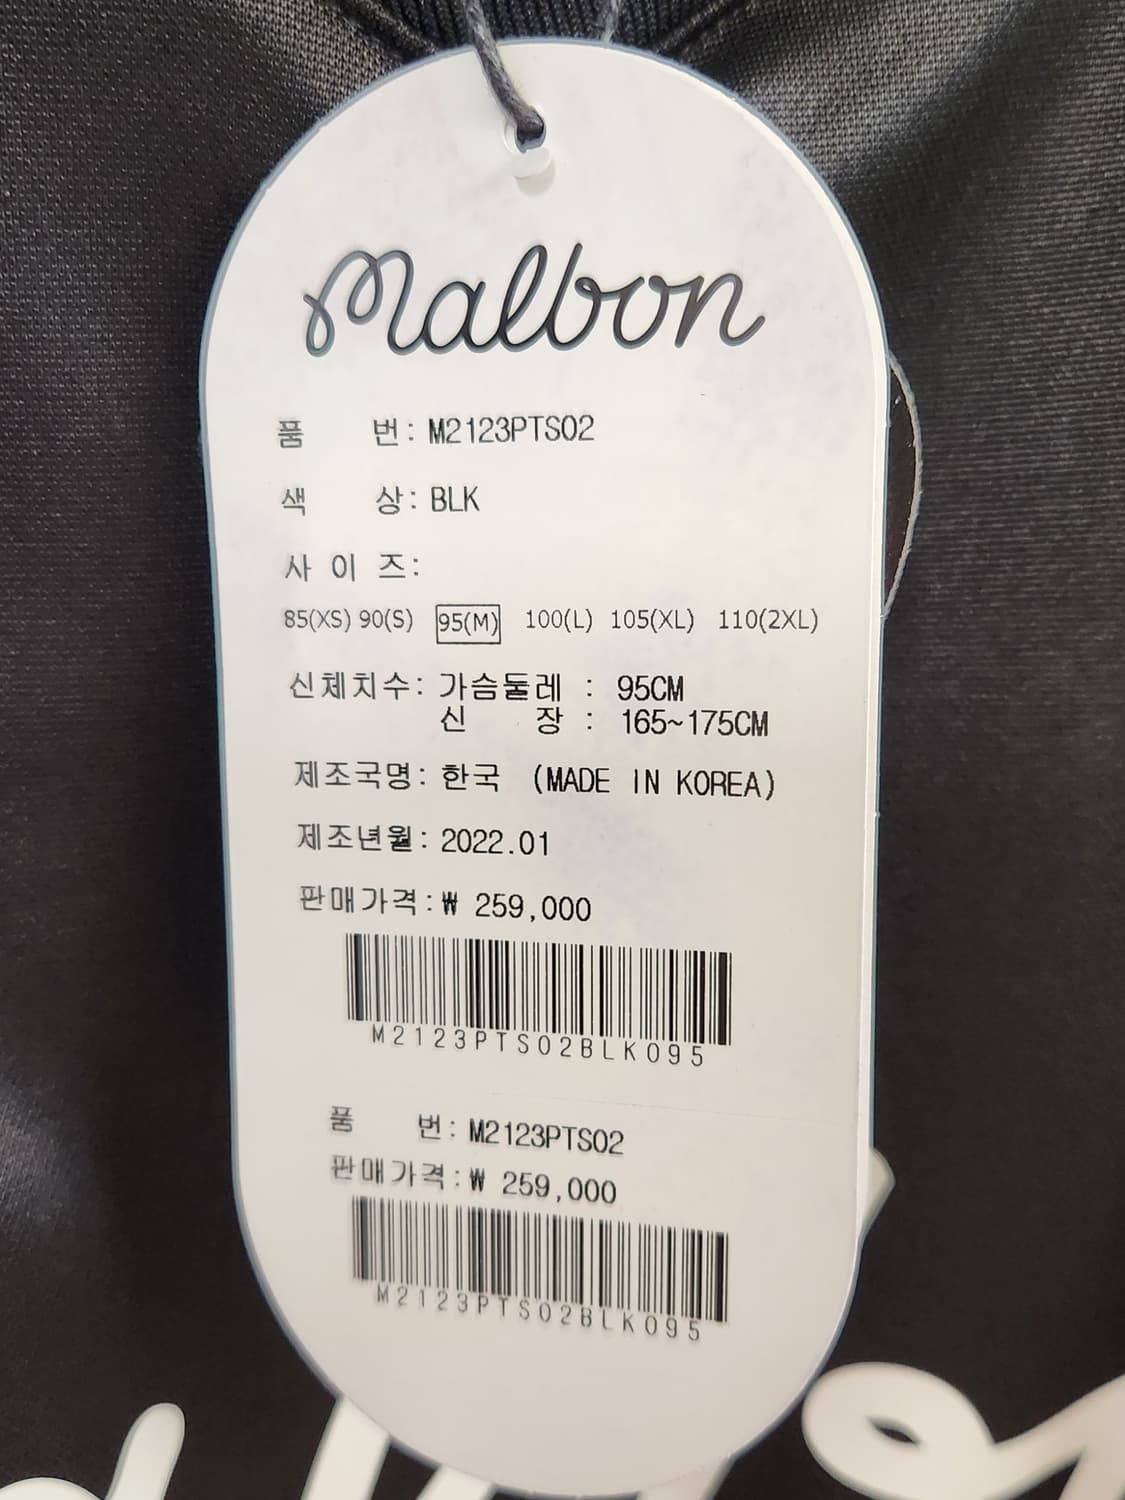 Malbon
품 번: M2123PTS02
색 상: BLK
사 이 즈:
85(XS) 90(S) 95(M) 100(L) 105(XL) 110(2XL)
신체치수: 가슴둘레 : 95CM
신 장 : 165~175CM
제조국명: 한국 (MADE IN KOREA)
제조년월: 2022.01
판매가격:₩ 259,000
M2123PTS02BLK095
품 번: M2123PTS02
판매가격:₩ 259,000
M2123PTS02BLK095